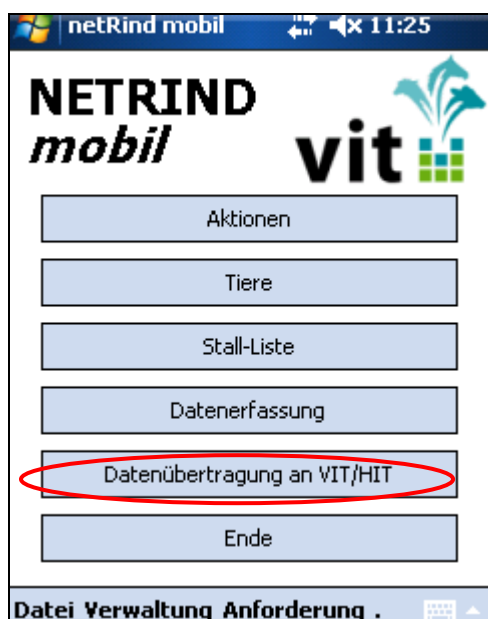 netRind mobil 11:25
NETRIND
mobil
vit
Aktionen
Tiere
Stall-Liste
Datenerfassung
Datenübertragung an VIT/HIT
Ende
Datei Verwaltung Anforderung .